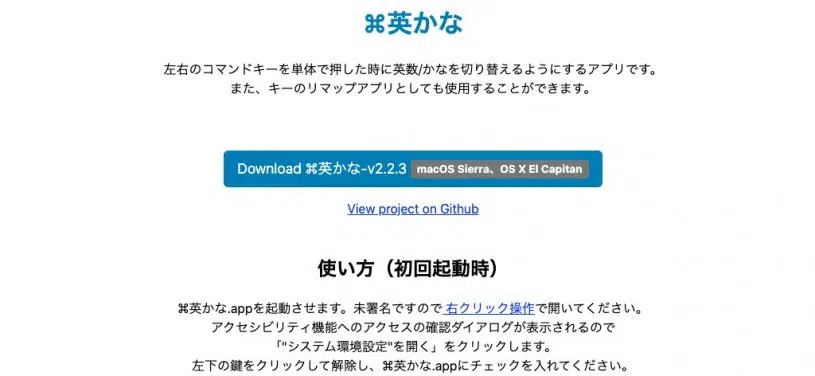 ⌘英かな
左右のコマンドキーを単体で押した時に英数/かなを切り替えるようにするアプリです。
また、キーのリマップアプリとしても使用することができます。
Download ⌘英かな-v2.2.3 macOS Sierra、OS X El Capitan
View project on Github
使い方（初回起動時）
⌘英かな.appを起動させます。未署名ですので 右クリック操作で開いてください。
アクセシビリティ機能へのアクセスの確認ダイアログが表示されるので
「"システム環境設定"を開く」をクリックします。
左下の鍵をクリックして解除し、⌘英かな.appにチェックを入れてください。